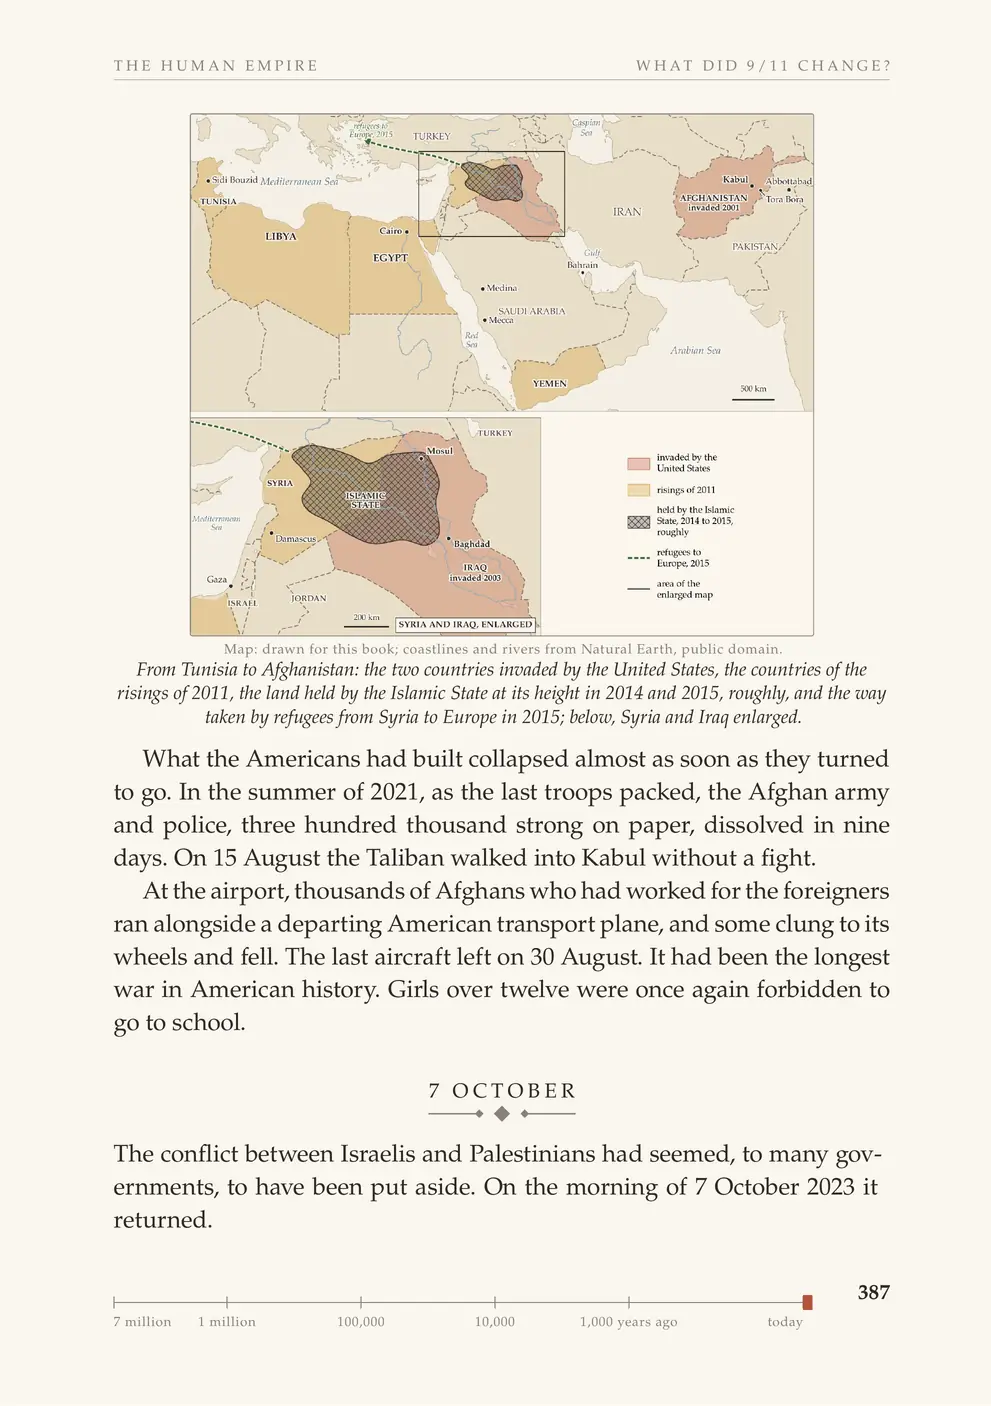 THE HUMAN EMPIRE
WHAT DID 9/11 CHANGE?
refugees to
Europe, 2015
TURKEY
Caspian
Sea
Sidi Bouzid
Mediterranean Sea
TUNISIA
LIBYA
Cairo
EGYPT
IRAN
Kabul
Abbottabad
AFGHANISTAN
invaded 2001
Tora Bora
PAKISTAN
Gulf
Bahrain
Medina
SAUDI ARABIA
Mecca
Red
Sea
Arabian Sea
YEMEN
500 km
TURKEY
Mosul
SYRIA
ISLAMIC
STATE
Mediterranean
Sea
Damascus
Baghdad
IRAQ
invaded 2003
Gaza
ISRAEL
JORDAN
200 km
SYRIA AND IRAQ, ENLARGED
invaded by the
United States
risings of 2011
held by the Islamic
State, 2014 to 2015,
roughly
refugees to
Europe, 2015
area of the
enlarged map
Map: drawn for this book; coastlines and rivers from Natural Earth, public domain.
From Tunisia to Afghanistan: the two countries invaded by the United States, the countries of the
risings of 2011, the land held by the Islamic State at its height in 2014 and 2015, roughly, and the way
taken by refugees from Syria to Europe in 2015; below, Syria and Iraq enlarged.
What the Americans had built collapsed almost as soon as they turned
to go. In the summer of 2021, as the last troops packed, the Afghan army
and police, three hundred thousand strong on paper, dissolved in nine
days. On 15 August the Taliban walked into Kabul without a fight.
At the airport, thousands of Afghans who had worked for the foreigners
ran alongside a departing American transport plane, and some clung to its
wheels and fell. The last aircraft left on 30 August. It had been the longest
war in American history. Girls over twelve were once again forbidden to
go to school.
7 OCTOBER
The conflict between Israelis and Palestinians had seemed, to many gov-
ernments, to have been put aside. On the morning of 7 October 2023 it
returned.
387
7 million
1 million
100,000
10,000
1,000 years ago
today